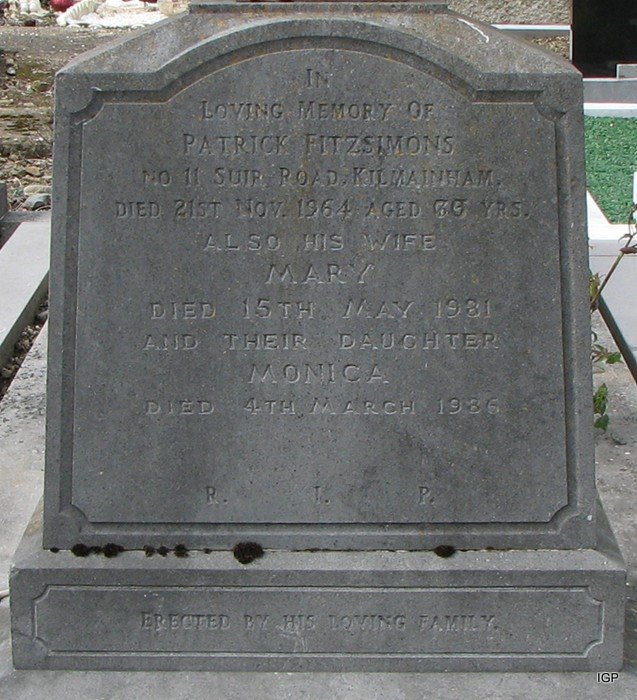 IN
LOVING MEMORY OF
PATRICK FITZSIMONS
NO 11 SUIR ROAD, KILMAINHAM.
DIED 21ST NOV. 1964 AGED YRS.
ALSO HIS WIFE
MARY
DIED 15TH MAY 1981
AND THEIR DAUGHTER
MONICA
DIED 4TH MARCH 1986
R. I. P.
ERECTED BY HIS LOVING FAMILY.
IGP